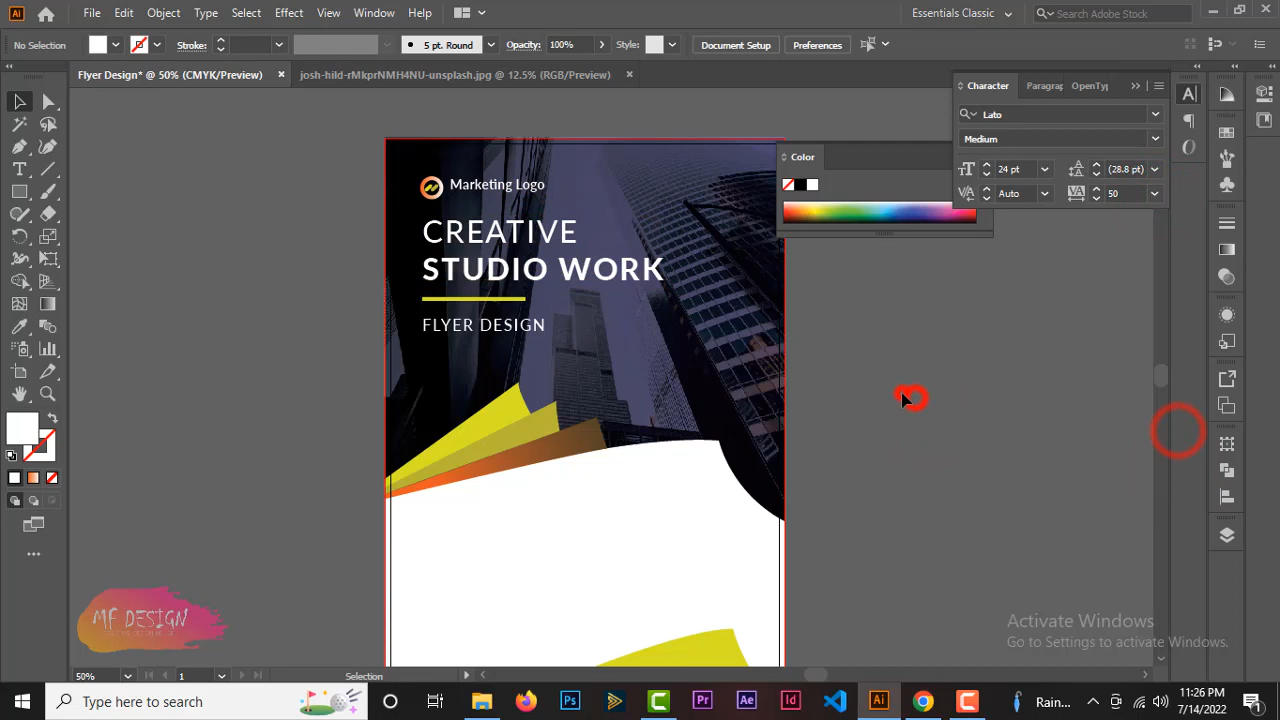 File Edit Object Type Select Effect View Window Help Essentials Classic Search Adobe Stock
No Selection Stroke: 5 pt. Round Opacity: 100% Style: Document Setup Preferences
Flyer Design* @ 50% (CMYK/Preview) × josh-hild-rMkprNMH4NU-unsplash.jpg @ 12.5% (RGB/Preview) ×
Character Paragrap OpenTyp
Lato
Medium
24 pt (28.8 pt)
Auto 50
Color
Marketing Logo
CREATIVE
STUDIO WORK
FLYER DESIGN
MF DESIGN
Activate Windows
Go to Settings to activate Windows.
50% 1 Selection
Type here to search
Rain...
11:26 PM
7/14/2022